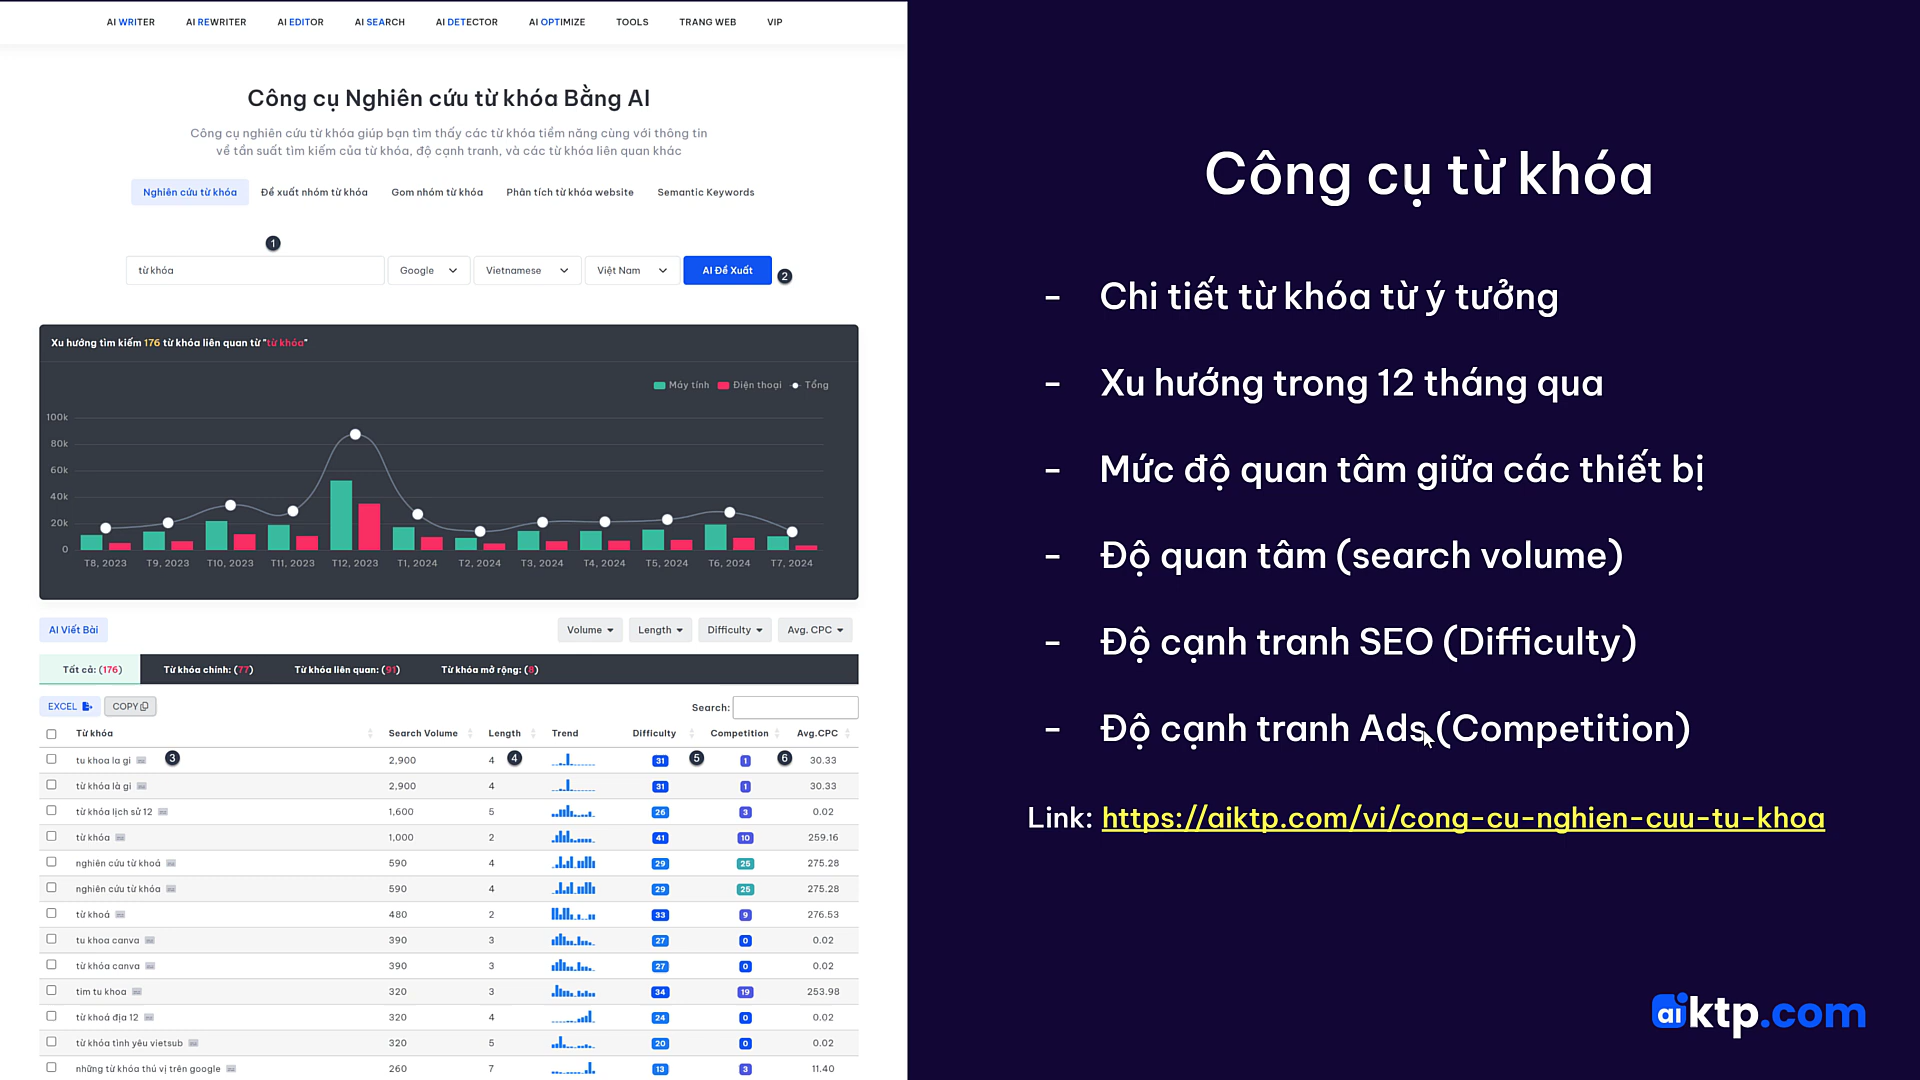 AI WRITER AI REWRITER AI EDITOR AI SEARCH AI DETECTOR AI OPTIMIZE TOOLS TRANG WEB VIP
Công cụ Nghiên cứu từ khóa Bằng AI
Công cụ nghiên cứu từ khóa giúp bạn tìm thấy các từ khóa tiềm năng cùng với thông tin
về tần suất tìm kiếm của từ khóa, độ cạnh tranh, và các từ khóa liên quan khác
Nghiên cứu từ khóa Đề xuất nhóm từ khóa Gom nhóm từ khóa Phân tích từ khóa website Semantic Keywords
1
từ khóa Google Vietnamese Việt Nam AI Đề Xuất 2
Xu hướng tìm kiếm 176 từ khóa liên quan từ "từ khóa"
Máy tính Điện thoại Tổng
100k
80k
60k
40k
20k
0
T8, 2023 T9, 2023 T10, 2023 T11, 2023 T12, 2023 T1, 2024 T2, 2024 T3, 2024 T4, 2024 T5, 2024 T6, 2024 T7, 2024
AI Viết Bài Volume Length Difficulty Avg. CPC
Tất cả: (176) Từ khóa chính: (77) Từ khóa liên quan: (91) Từ khóa mở rộng: (8)
EXCEL COPY Search:
Từ khóa Search Volume Length Trend Difficulty Competition Avg.CPC
tu khoa la gi 3 2,900 4 4 31 5 1 6 30.33
từ khóa là gì 2,900 4 31 1 30.33
từ khóa lịch sử 12 1,600 5 26 3 0.02
từ khóa 1,000 2 41 10 259.16
nghiên cứu từ khoá 590 4 29 25 275.28
nghiên cứu từ khóa 590 4 29 25 275.28
từ khoá 480 2 33 9 276.53
tu khoa canva 390 3 27 0 0.02
từ khóa canva 390 3 27 0 0.02
tim tu khoa 320 3 34 19 253.98
từ khoá địa 12 320 4 24 0 0.02
từ khóa tình yêu vietsub 320 5 20 0 0.02
những từ khóa thú vị trên google 260 7 13 3 11.40
Công cụ từ khóa
- Chi tiết từ khóa từ ý tưởng
- Xu hướng trong 12 tháng qua
- Mức độ quan tâm giữa các thiết bị
- Độ quan tâm (search volume)
- Độ cạnh tranh SEO (Difficulty)
- Độ cạnh tranh Ads (Competition)
Link: https://aiktp.com/vi/cong-cu-nghien-cuu-tu-khoa
aiktp.com